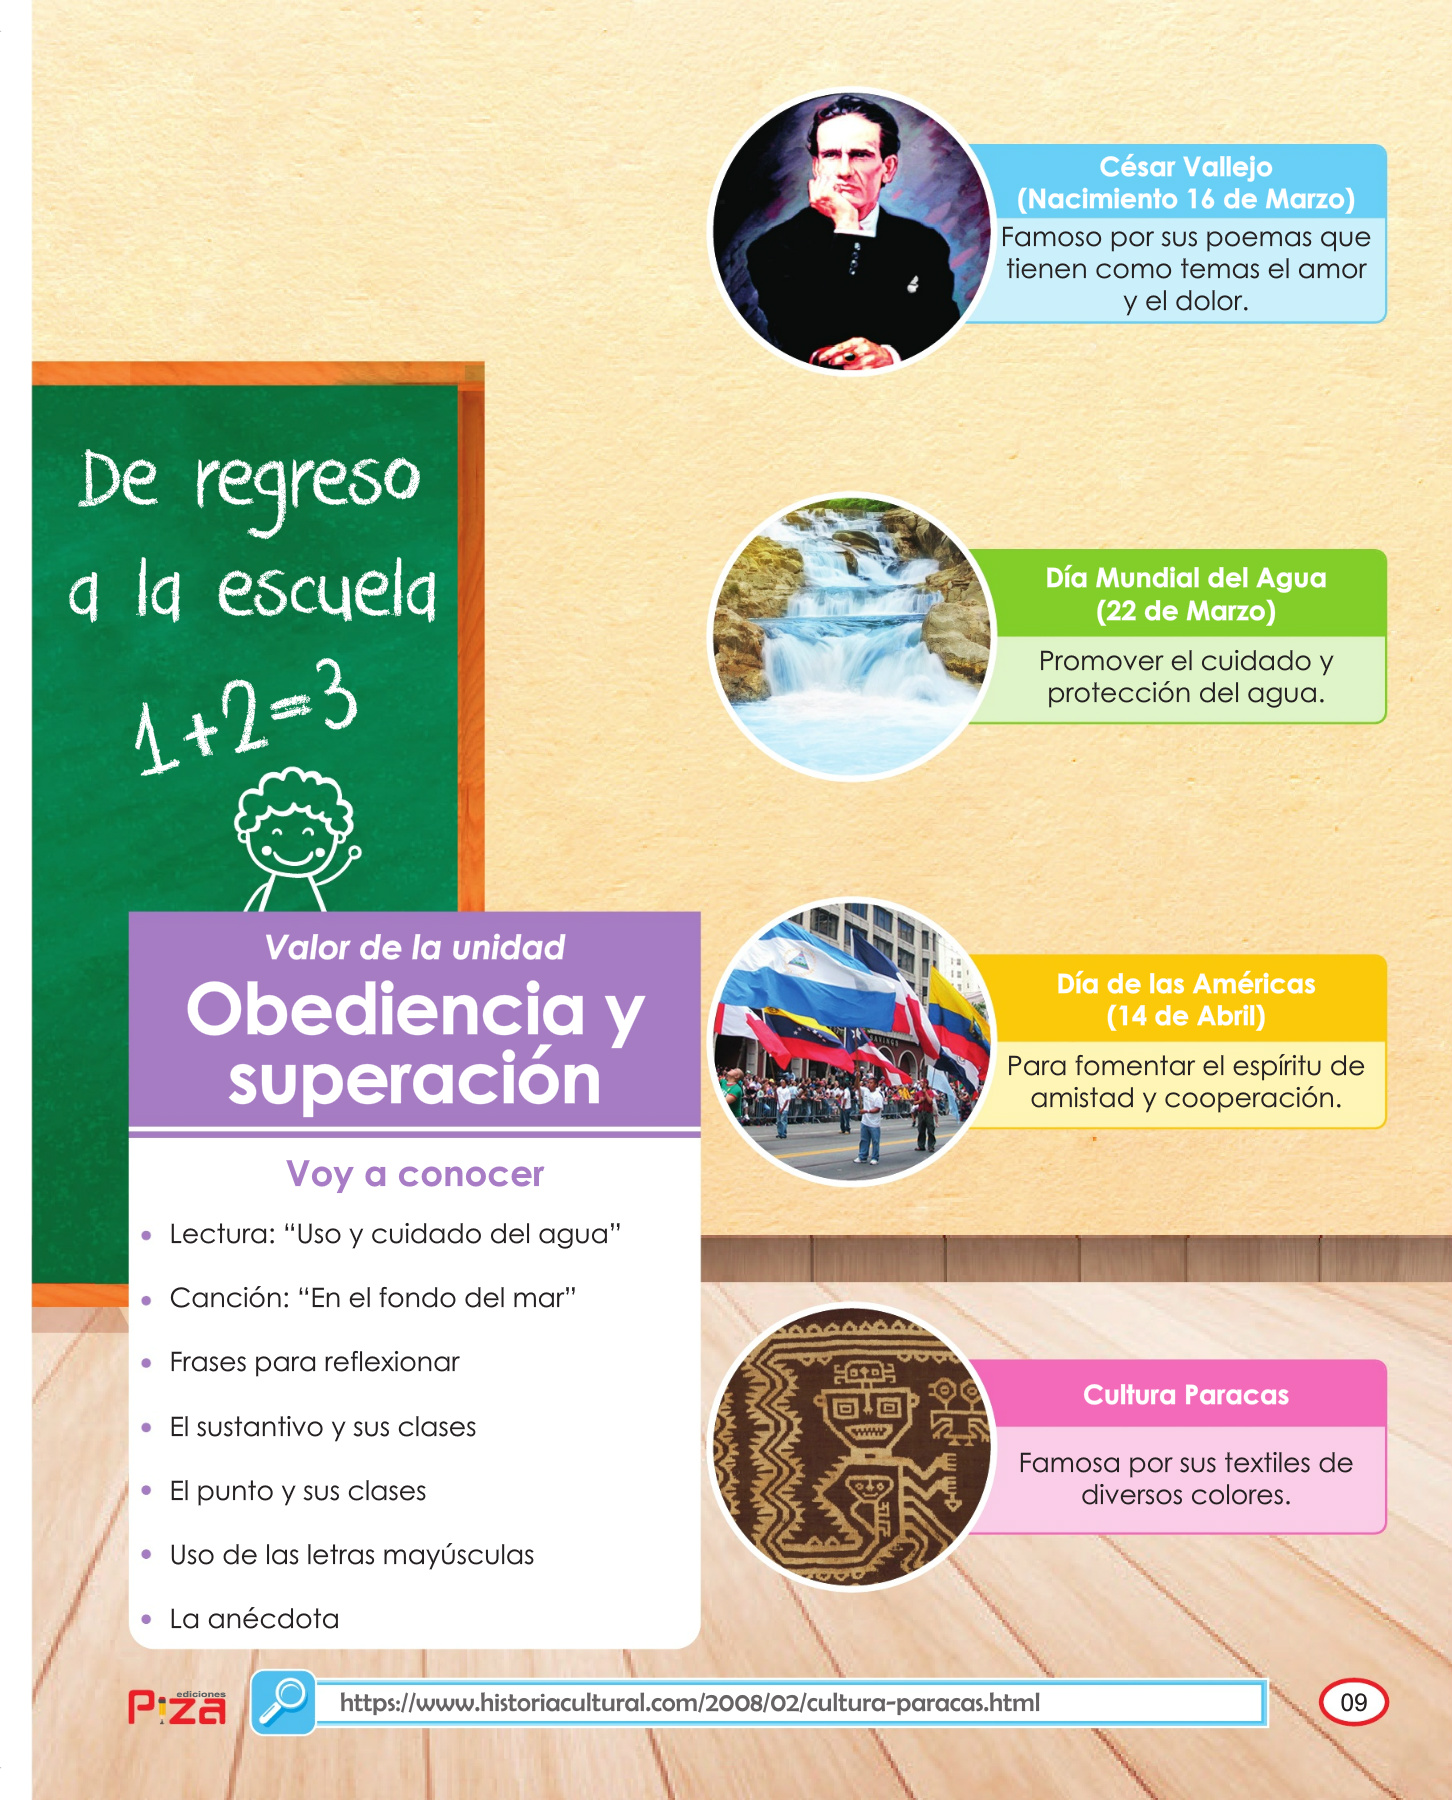 De regreso
a la escuela
1+2=3
Valor de la unidad
Obediencia y
superación
Voy a conocer
• Lectura: “Uso y cuidado del agua”
• Canción: “En el fondo del mar”
• Frases para reflexionar
• El sustantivo y sus clases
• El punto y sus clases
• Uso de las letras mayúsculas
• La anécdota
César Vallejo
(Nacimiento 16 de Marzo)
Famoso por sus poemas que
tienen como temas el amor
y el dolor.
Día Mundial del Agua
(22 de Marzo)
Promover el cuidado y
protección del agua.
Día de las Américas
(14 de Abril)
Para fomentar el espíritu de
amistad y cooperación.
Cultura Paracas
Famosa por sus textiles de
diversos colores.
ediciones
Piza
https://www.historiacultural.com/2008/02/cultura-paracas.html
09